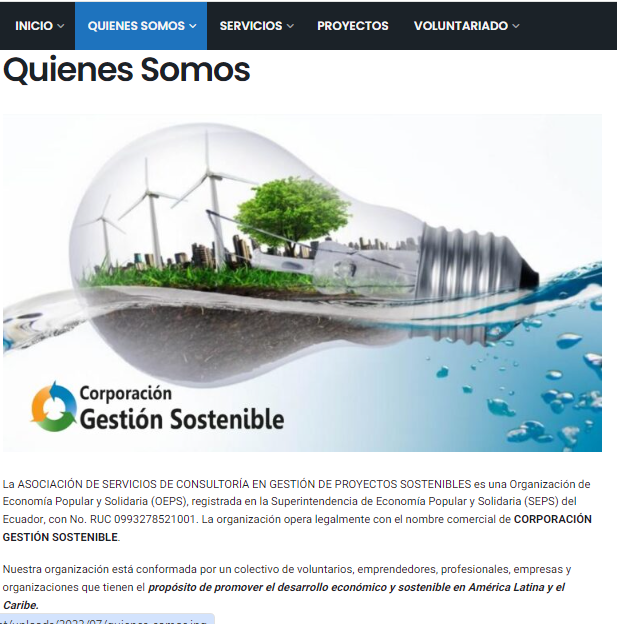 INICIO QUIENES SOMOS SERVICIOS PROYECTOS VOLUNTARIADO
Quienes Somos
Corporación
Gestión Sostenible
La ASOCIACIÓN DE SERVICIOS DE CONSULTORÍA EN GESTIÓN DE PROYECTOS SOSTENIBLES es una Organización de
Economía Popular y Solidaria (OEPS), registrada en la Superintendencia de Economía Popular y Solidaria (SEPS) del
Ecuador, con No. RUC 0993278521001. La organización opera legalmente con el nombre comercial de CORPORACIÓN
GESTIÓN SOSTENIBLE.
Nuestra organización está conformada por un colectivo de voluntarios, emprendedores, profesionales, empresas y
organizaciones que tienen el propósito de promover el desarrollo económico y sostenible en América Latina y el
Caribe.